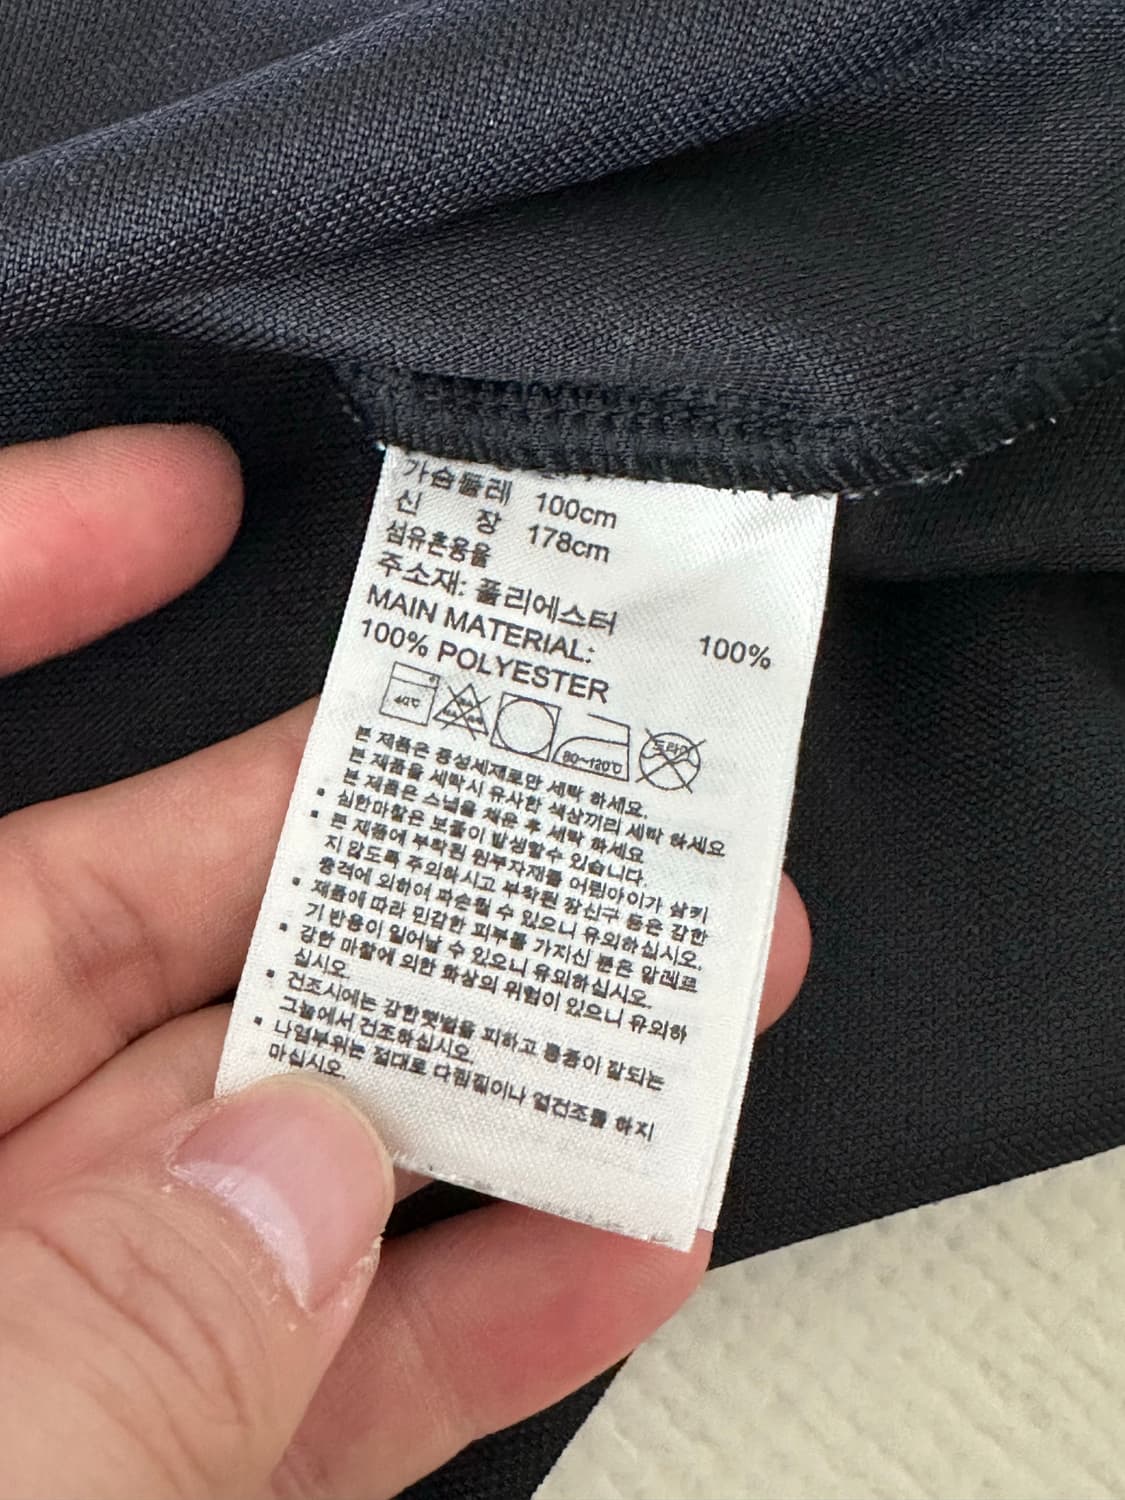 가슴둘레 100cm
신 장 178cm
섬유혼용율
주소재: 폴리에스터 100%
MAIN MATERIAL:
100% POLYESTER
40℃
80~120℃
드라이
본 제품은 중성세제로만 세탁 하세요.
본 제품을 세탁시 유사한 색상끼리 세탁 하세요
본 제품은 스냅을 채운 후 세탁 하세요
• 심한마찰은 보풀이 발생할수 있습니다.
• 본 제품에 부착된 원부자재를 어린아이가 삼키
지 않도록 주의하시고 부착된 장신구 등은 강한
충격에 의하여 파손될 수 있으니 유의하십시오.
• 제품에 따라 민감한 피부를 가지신 분은 알레르
기 반응이 일어날 수 있으니 유의하십시오.
• 강한 마찰에 의한 화상의 위험이 있으니 유의하
십시오
• 건조시에는 강한햇볕을 피하고 통풍이 잘되는
그늘에서 건조하십시오
• 나염부위는 절대로 다림질이나 열건조를 하지
마십시오.